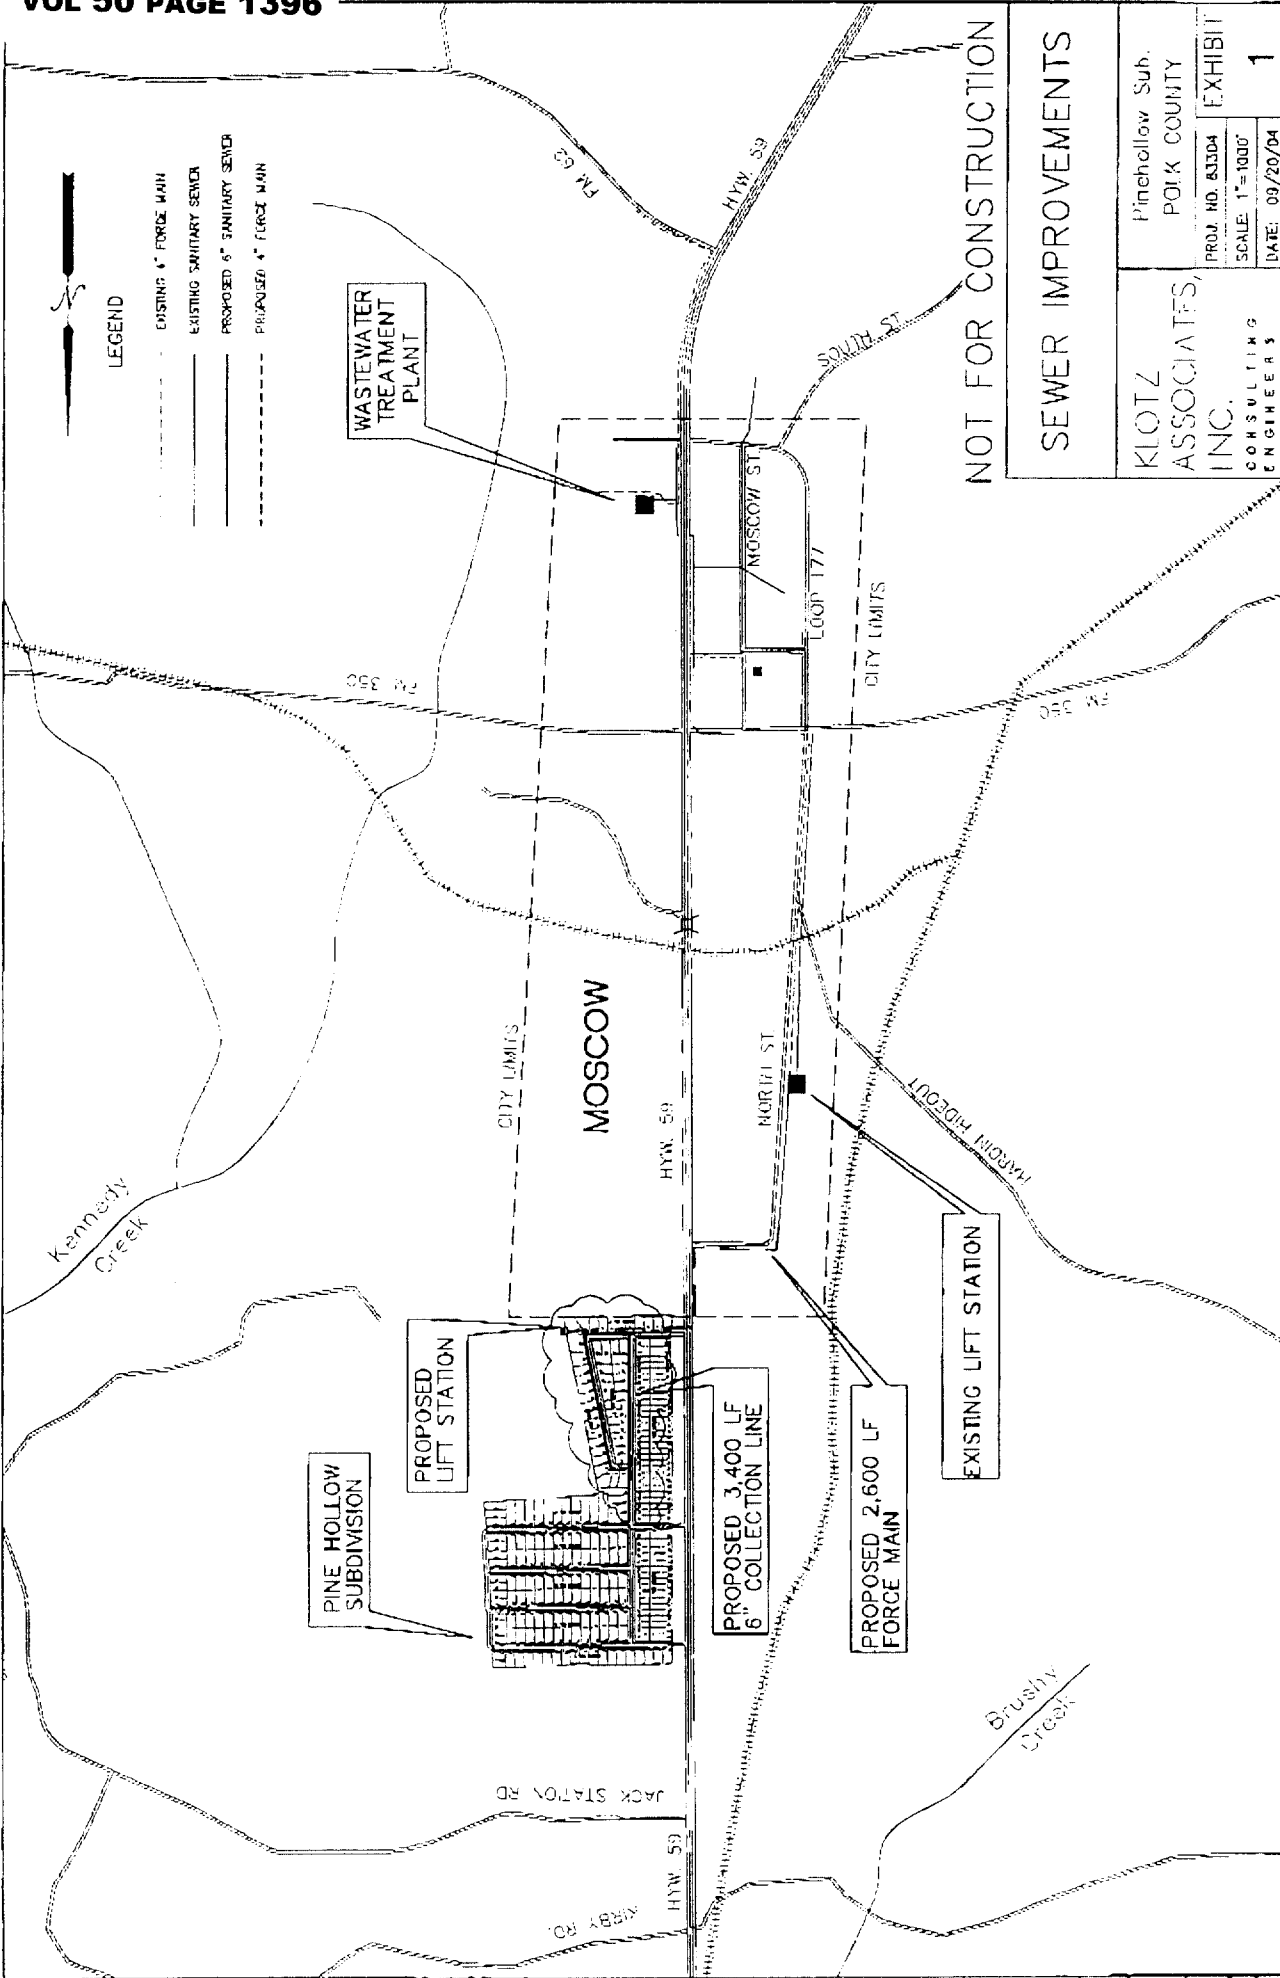 VOL 50 PAGE 1396
LEGEND
EXISTING 4" FORCE MAIN
EXISTING SANITARY SEWER
PROPOSED 6" SANITARY SEWER
PROPOSED 4" FORCE MAIN
WASTEWATER
TREATMENT
PLANT
FM 62
HYW. 59
MOSCOW ST.
LOOP 177
CITY LIMITS
FM 350
FM 350
Kennedy
Creek
CITY LIMITS
MOSCOW
HYW. 59
NORTH ST.
HARDIN HIDEOUT
EXISTING LIFT STATION
PROPOSED
LIFT STATION
PINE HOLLOW
SUBDIVISION
PROPOSED 3,400 LF
6" COLLECTION LINE
PROPOSED 2,600 LF
FORCE MAIN
Brushy
Creek
JACK STATION RD
HYW. 59
KIRBY RD.
NOT FOR CONSTRUCTION
SEWER IMPROVEMENTS
KLOTZ
ASSOCIATES,
INC.
CONSULTING
ENGINEERS
Pinehollow Sub.
POLK COUNTY
PROJ. NO. 83304
SCALE: 1"=1000'
DATE: 09/20/04
EXHIBIT
1